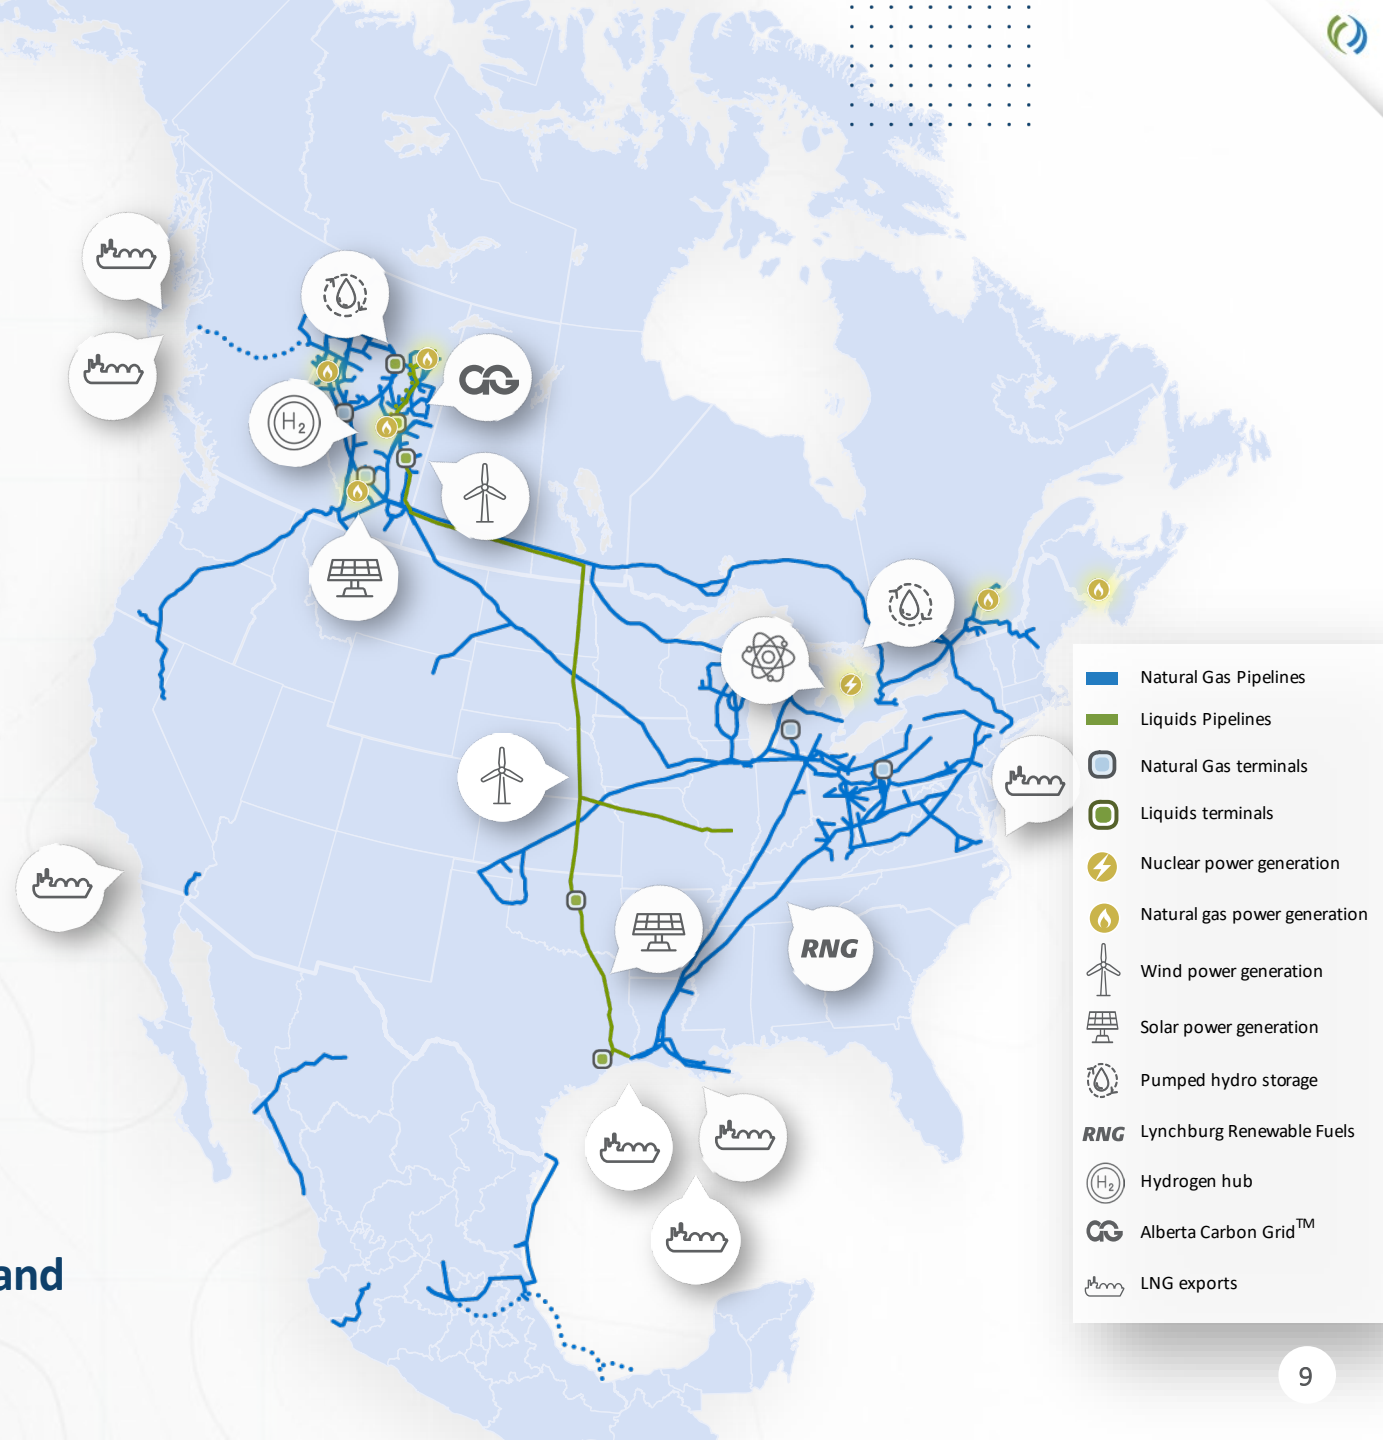 H2
RNG
and
Natural Gas Pipelines
Liquids Pipelines
Natural Gas terminals
Liquids terminals
Nuclear power generation
Natural gas power generation
Wind power generation
Solar power generation
Pumped hydro storage
RNG Lynchburg Renewable Fuels
H2 Hydrogen hub
Alberta Carbon Grid™
LNG exports
9